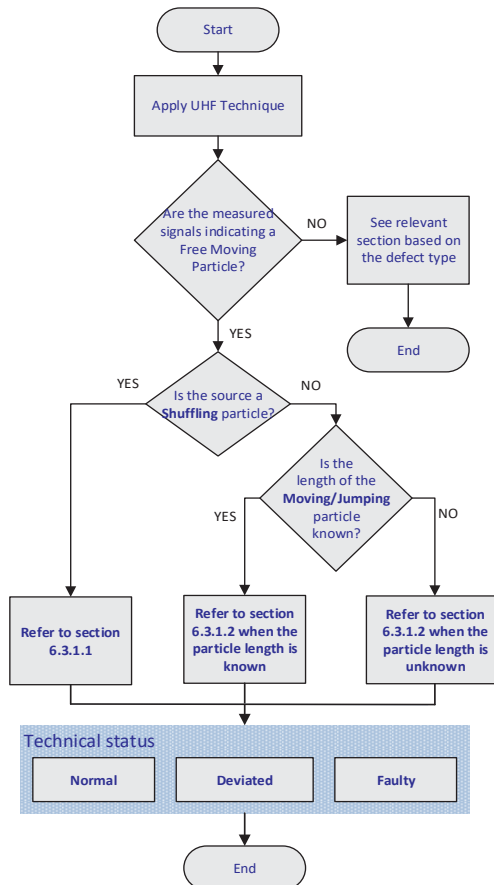 Start
Apply UHF Technique
Are the measured
signals indicating a
Free Moving
Particle?
NO
See relevant
section based on
the defect type
End
YES
YES
Is the source a
Shuffling particle?
NO
Is the
length of the
Moving/Jumping
particle
known?
YES
NO
Refer to section
6.3.1.1
Refer to section
6.3.1.2 when the
particle length is
known
Refer to section
6.3.1.2 when the
particle length is
unknown
Technical status
Normal
Deviated
Faulty
End